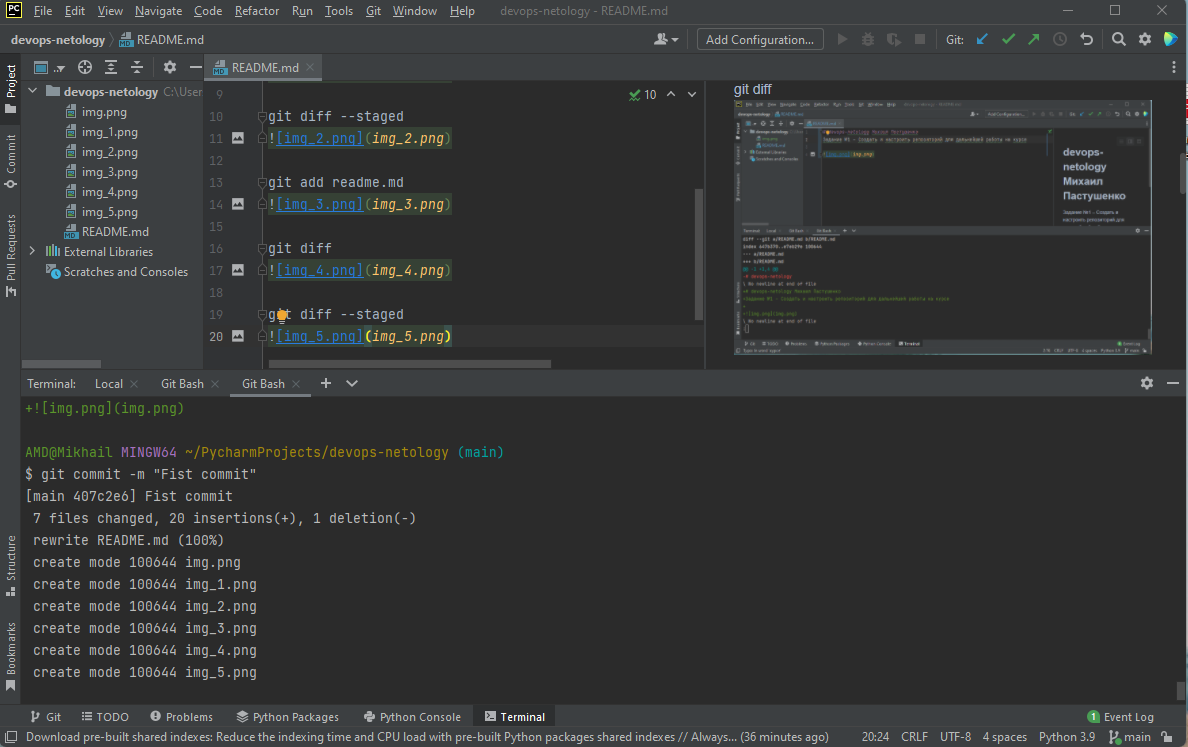 PC File Edit View Navigate Code Refactor Run Tools Git Window Help devops-netology - README.md
devops-netology README.md Add Configuration... Git:
Project
Commit
Pull Requests
Structure
Bookmarks
devops-netology C:\User
img.png
img_1.png
img_2.png
img_3.png
img_4.png
img_5.png
README.md
External Libraries
Scratches and Consoles
README.md
10
9
10 git diff --staged
11 ![img_2.png](img_2.png)
12
13 git add readme.md
14 ![img_3.png](img_3.png)
15
16 git diff
17 ![img_4.png](img_4.png)
18
19 git diff --staged
20 ![img_5.png](img_5.png)
git diff
devops-
netology
Михаил
Пастушенко
Terminal: Local Git Bash Git Bash
+![img.png](img.png)
AMD@Mikhail MINGW64 ~/PycharmProjects/devops-netology (main)
$ git commit -m "Fist commit"
[main 407c2e6] Fist commit
7 files changed, 20 insertions(+), 1 deletion(-)
rewrite README.md (100%)
create mode 100644 img.png
create mode 100644 img_1.png
create mode 100644 img_2.png
create mode 100644 img_3.png
create mode 100644 img_4.png
create mode 100644 img_5.png
Git TODO Problems Python Packages Python Console Terminal 1 Event Log
Download pre-built shared indexes: Reduce the indexing time and CPU load with pre-built Python packages shared indexes // Always... (36 minutes ago) 20:24 CRLF UTF-8 4 spaces Python 3.9 main